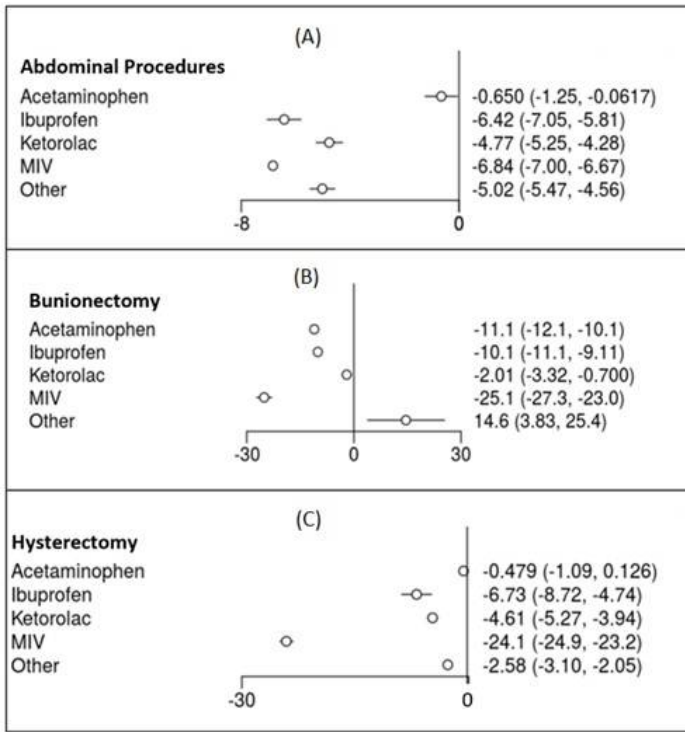 (A)
Abdominal Procedures
Acetaminophen -0.650 (-1.25, -0.0617)
Ibuprofen -6.42 (-7.05, -5.81)
Ketorolac -4.77 (-5.25, -4.28)
MIV -6.84 (-7.00, -6.67)
Other -5.02 (-5.47, -4.56)
-8 0
(B)
Bunionectomy
Acetaminophen -11.1 (-12.1, -10.1)
Ibuprofen -10.1 (-11.1, -9.11)
Ketorolac -2.01 (-3.32, -0.700)
MIV -25.1 (-27.3, -23.0)
Other 14.6 (3.83, 25.4)
-30 0 30
(C)
Hysterectomy
Acetaminophen -0.479 (-1.09, 0.126)
Ibuprofen -6.73 (-8.72, -4.74)
Ketorolac -4.61 (-5.27, -3.94)
MIV -24.1 (-24.9, -23.2)
Other -2.58 (-3.10, -2.05)
-30 0